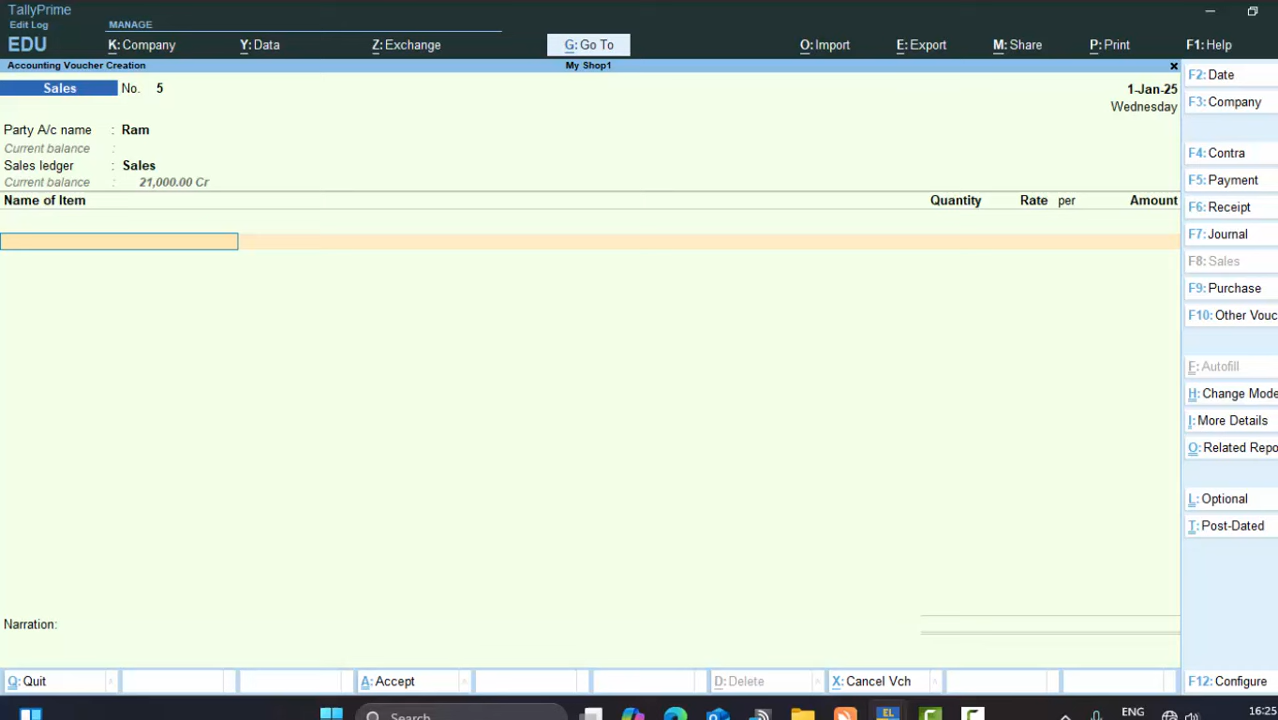 TallyPrime
Edit Log
MANAGE
EDU
K: Company
Y: Data
Z: Exchange
G: Go To
O: Import
E: Export
M: Share
P: Print
F1: Help
Accounting Voucher Creation
My Shop1
Sales No. 5
1-Jan-25
Wednesday
Party A/c name : Ram
Current balance :
Sales ledger : Sales
Current balance : 21,000.00 Cr
Name of Item Quantity Rate per Amount
Narration:
F2: Date
F3: Company
F4: Contra
F5: Payment
F6: Receipt
F7: Journal
F8: Sales
F9: Purchase
F10: Other Vouc
F: Autofill
H: Change Mode
I: More Details
O: Related Repo
L: Optional
T: Post-Dated
Q: Quit
A: Accept
D: Delete
X: Cancel Vch
F12: Configure
Search
EL
ENG
16:25